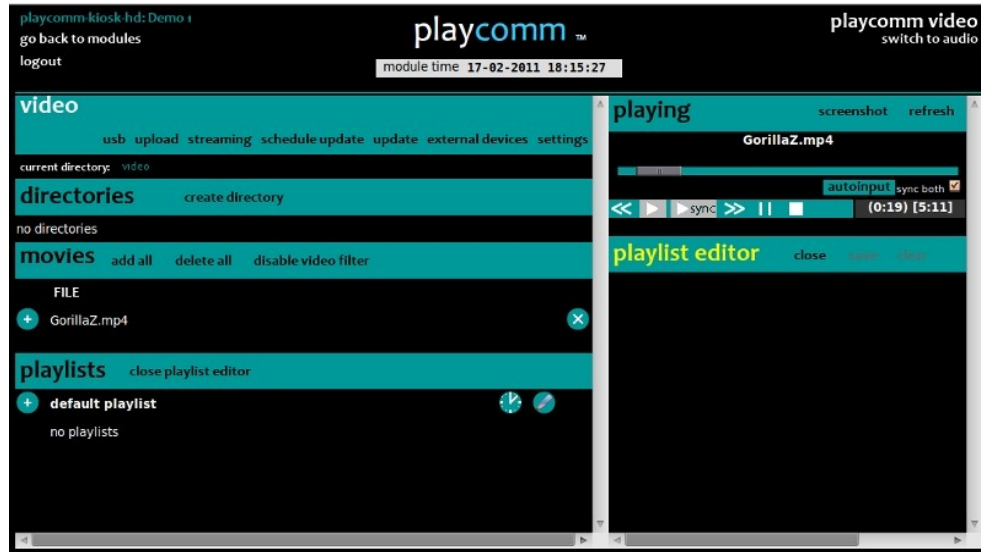 playcomm-kiosk-hd: Demo 1
go back to modules
logout
playcomm ™
module time 17-02-2011 18:15:27
playcomm video
switch to audio
video
usb upload streaming schedule update update external devices settings
current directory: video
directories create directory
no directories
movies add all delete all disable video filter
FILE
GorillaZ.mp4
playlists close playlist editor
default playlist
no playlists
playing screenshot refresh
GorillaZ.mp4
autoinput sync both
sync (0:19) [5:11]
playlist editor close save clear